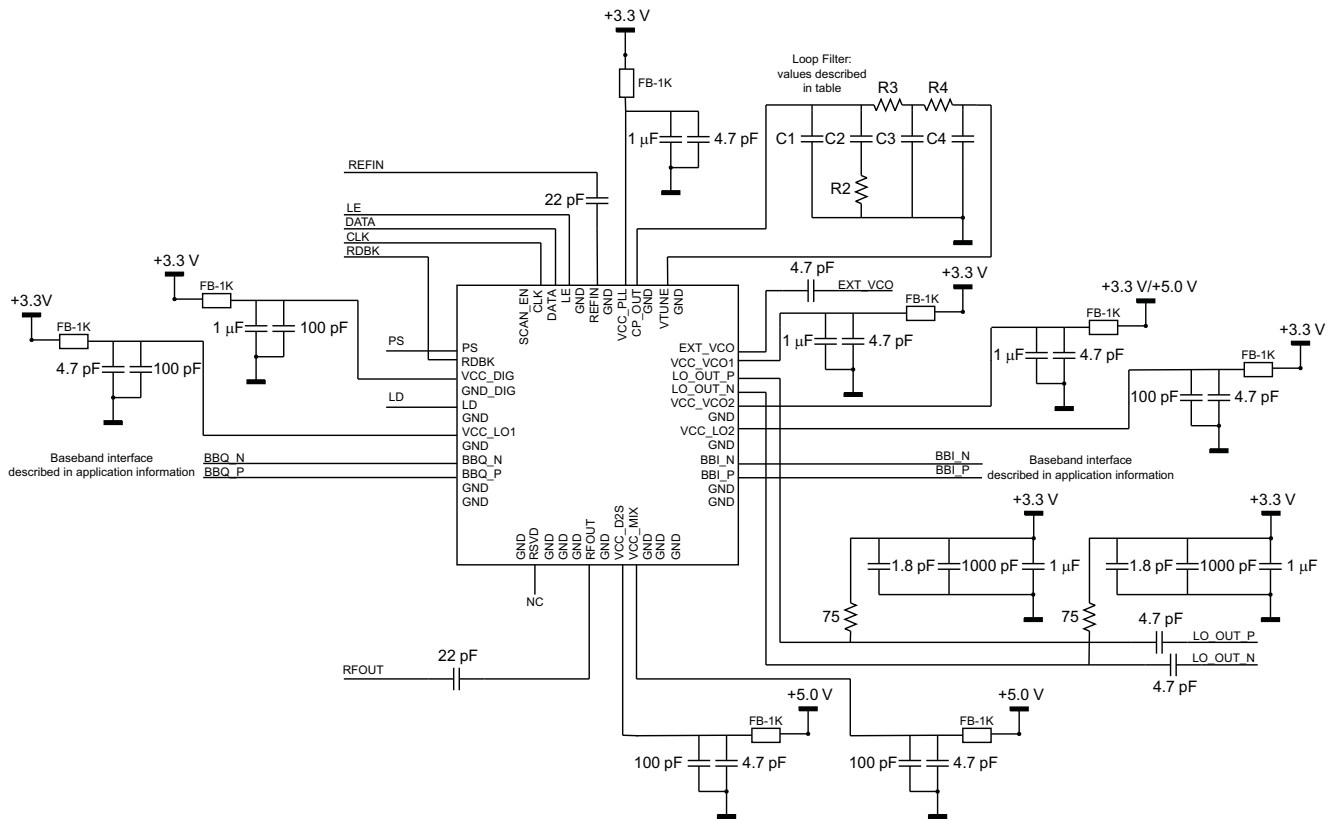 +3.3 V
FB-1K
1 μF
4.7 pF
Loop Filter:
values described
in table
R3
R4
C1
C2
C3
C4
R2
REFIN
22 pF
LE
DATA
CLK
RDBK
+3.3 V
FB-1K
1 μF
100 pF
+3.3V
FB-1K
4.7 pF
100 pF
PS
LD
SCAN_EN
CLK
DATA
LE
GND
REFIN
GND
VCC_PLL
CP_OUT
GND
VTUNE
GND
4.7 pF
EXT_VCO
+3.3 V
FB-1K
1 μF
4.7 pF
+3.3 V/+5.0 V
FB-1K
1 μF
4.7 pF
+3.3 V
FB-1K
100 pF
4.7 pF
PS
RDBK
VCC_DIG
GND_DIG
LD
GND
VCC_LO1
GND
BBQ_N
BBQ_P
GND
GND
EXT_VCO
VCC_VCO1
LO_OUT_P
LO_OUT_N
VCC_VCO2
GND
VCC_LO2
GND
BBI_N
BBI_P
GND
GND
Baseband interface
described in application information
BBQ_N
BBQ_P
BBI_N
BBI_P
Baseband interface
described in application information
GND
RSVD
GND
GND
RFOUT
GND
VCC_D2S
VCC_MIX
GND
GND
GND
NC
+3.3 V
1.8 pF
1000 pF
1 μF
75
+3.3 V
1.8 pF
1000 pF
1 μF
75
4.7 pF
LO_OUT_P
LO_OUT_N
4.7 pF
RFOUT
22 pF
+5.0 V
FB-1K
100 pF
4.7 pF
+5.0 V
FB-1K
100 pF
4.7 pF